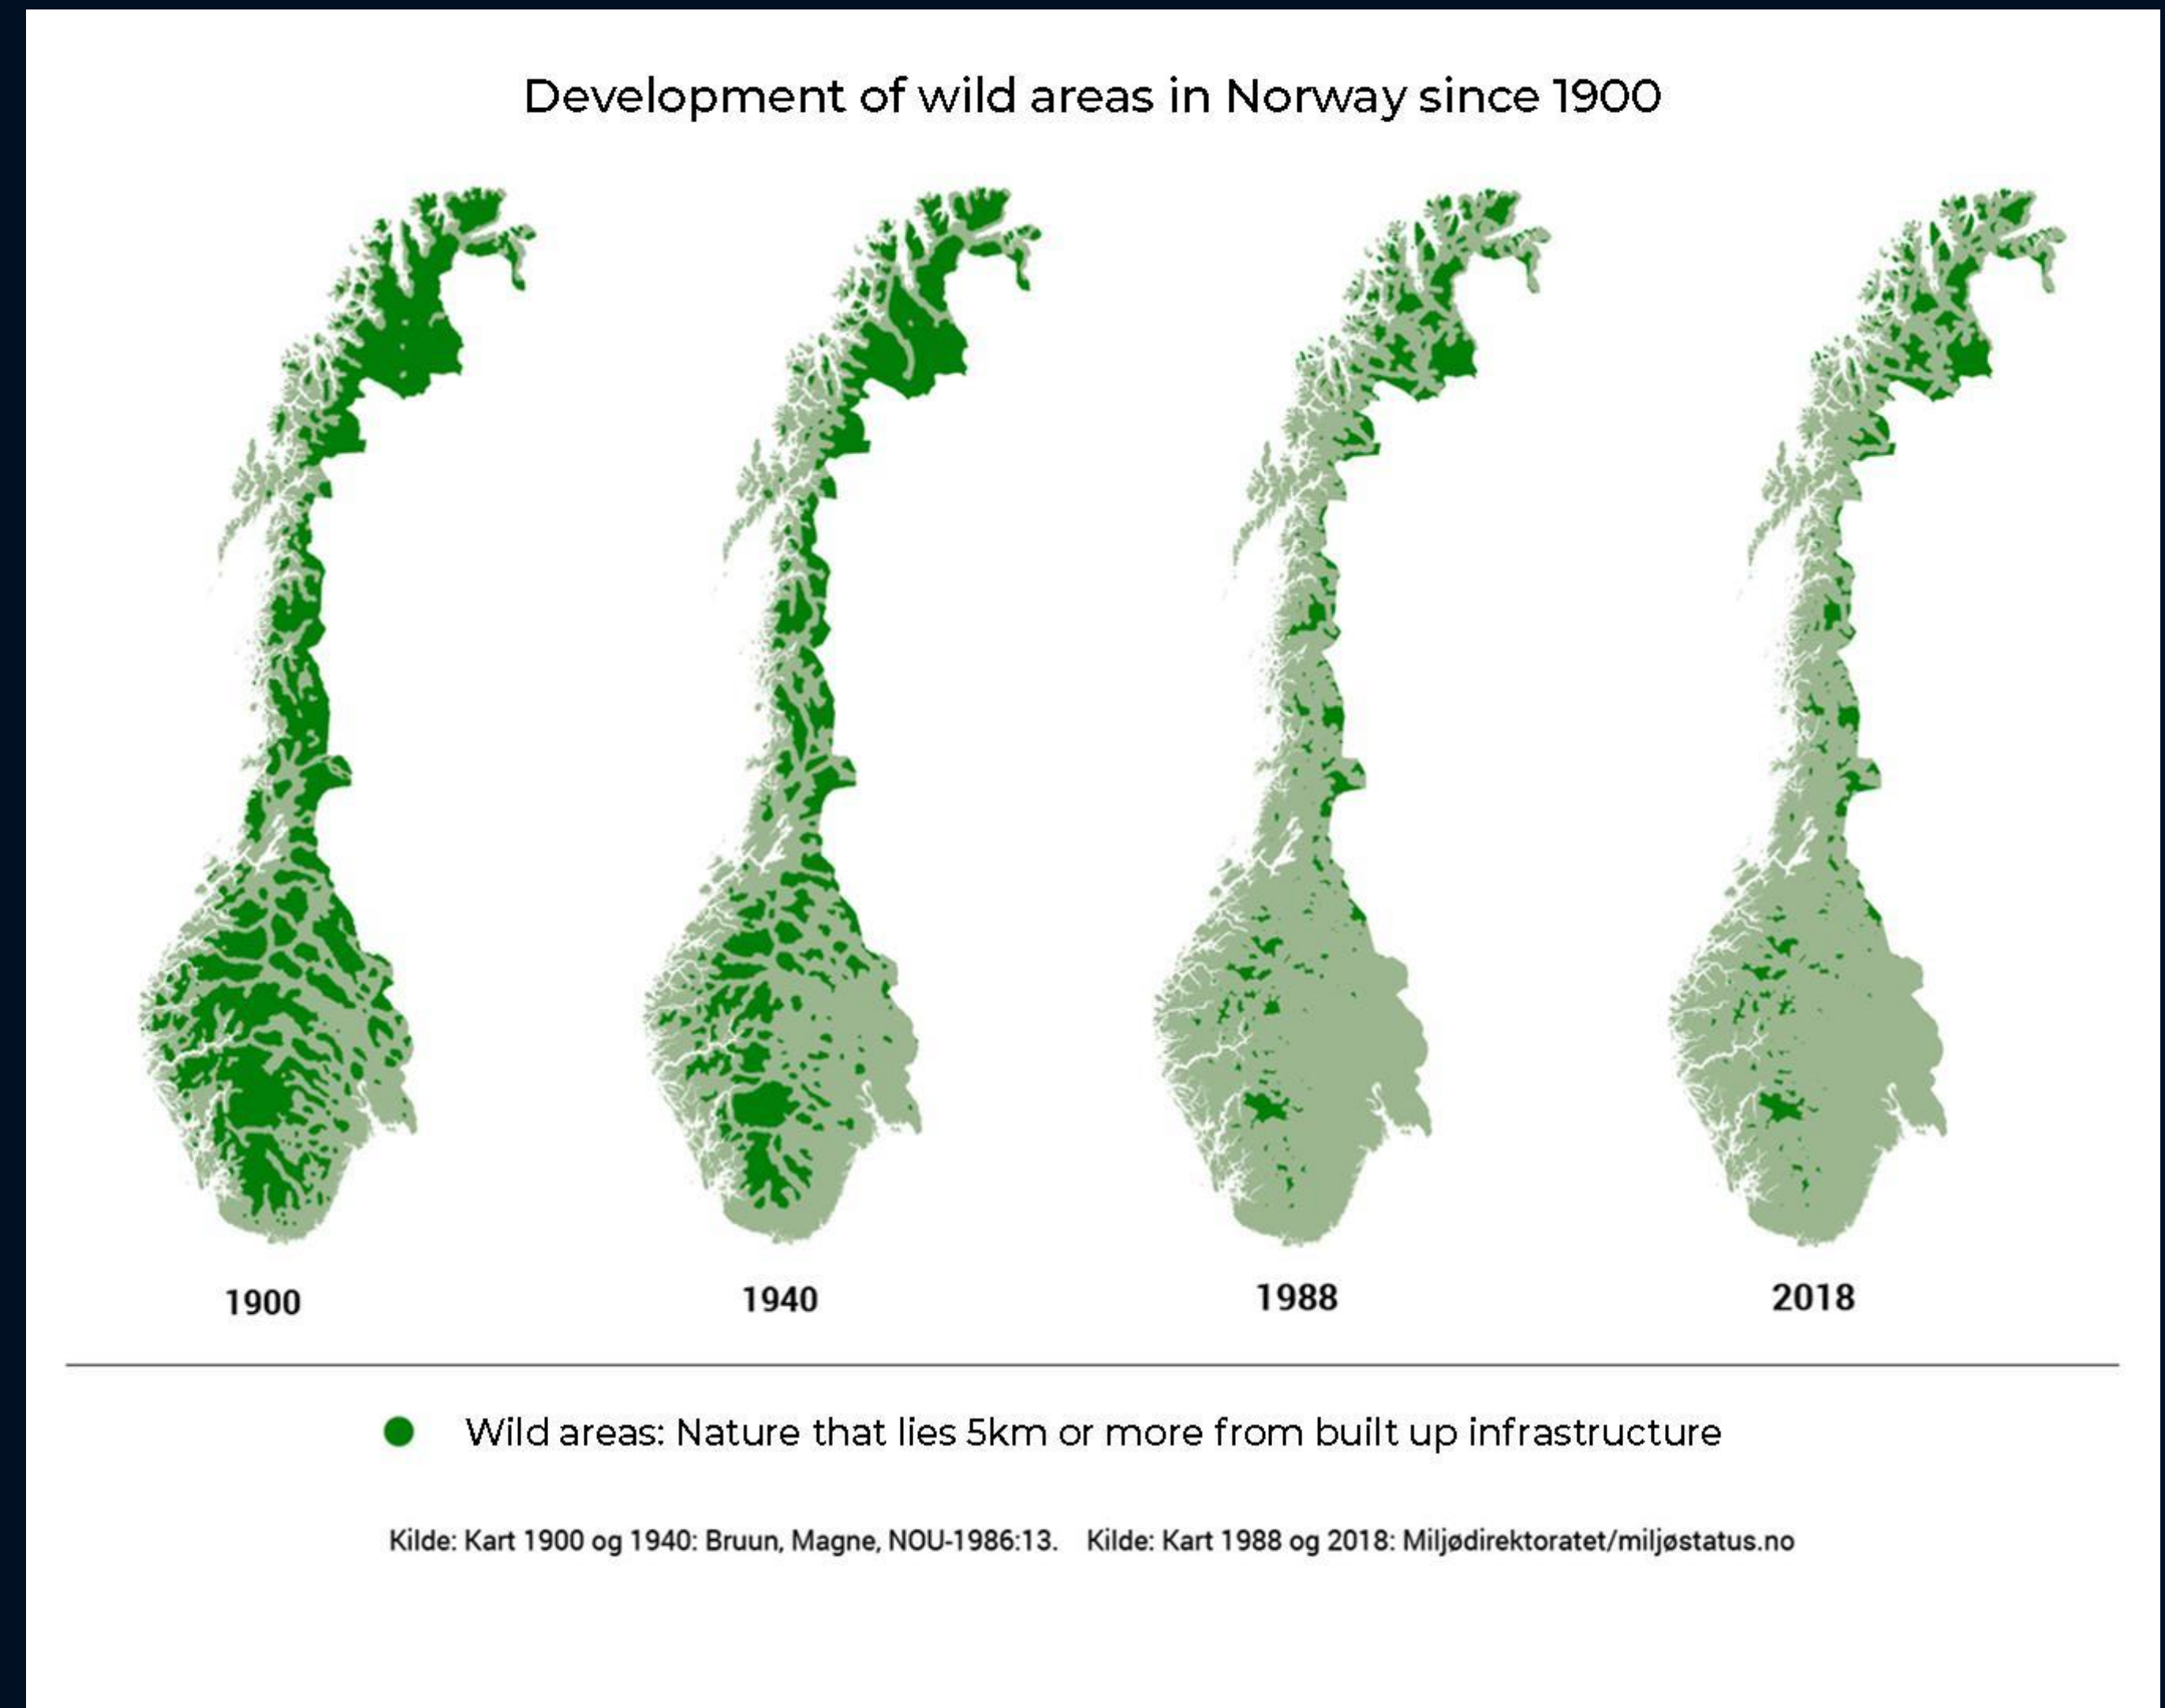 Development of wild areas in Norway since 1900
1900
1940
1988
2018
Wild areas: Nature that lies 5km or more from built up infrastructure
Kilde: Kart 1900 og 1940: Bruun, Magne, NOU-1986:13. Kilde: Kart 1988 og 2018: Miljødirektoratet/miljøstatus.no